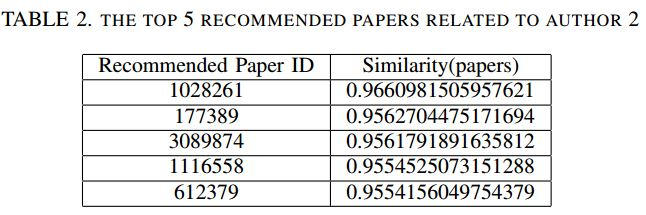 TABLE 2. THE TOP 5 RECOMMENDED PAPERS RELATED TO AUTHOR 2
Recommended Paper ID Similarity(papers)
1028261 0.9660981505957621
177389 0.9562704475171694
3089874 0.9561791891635812
1116558 0.9554525073151288
612379 0.9554156049754379